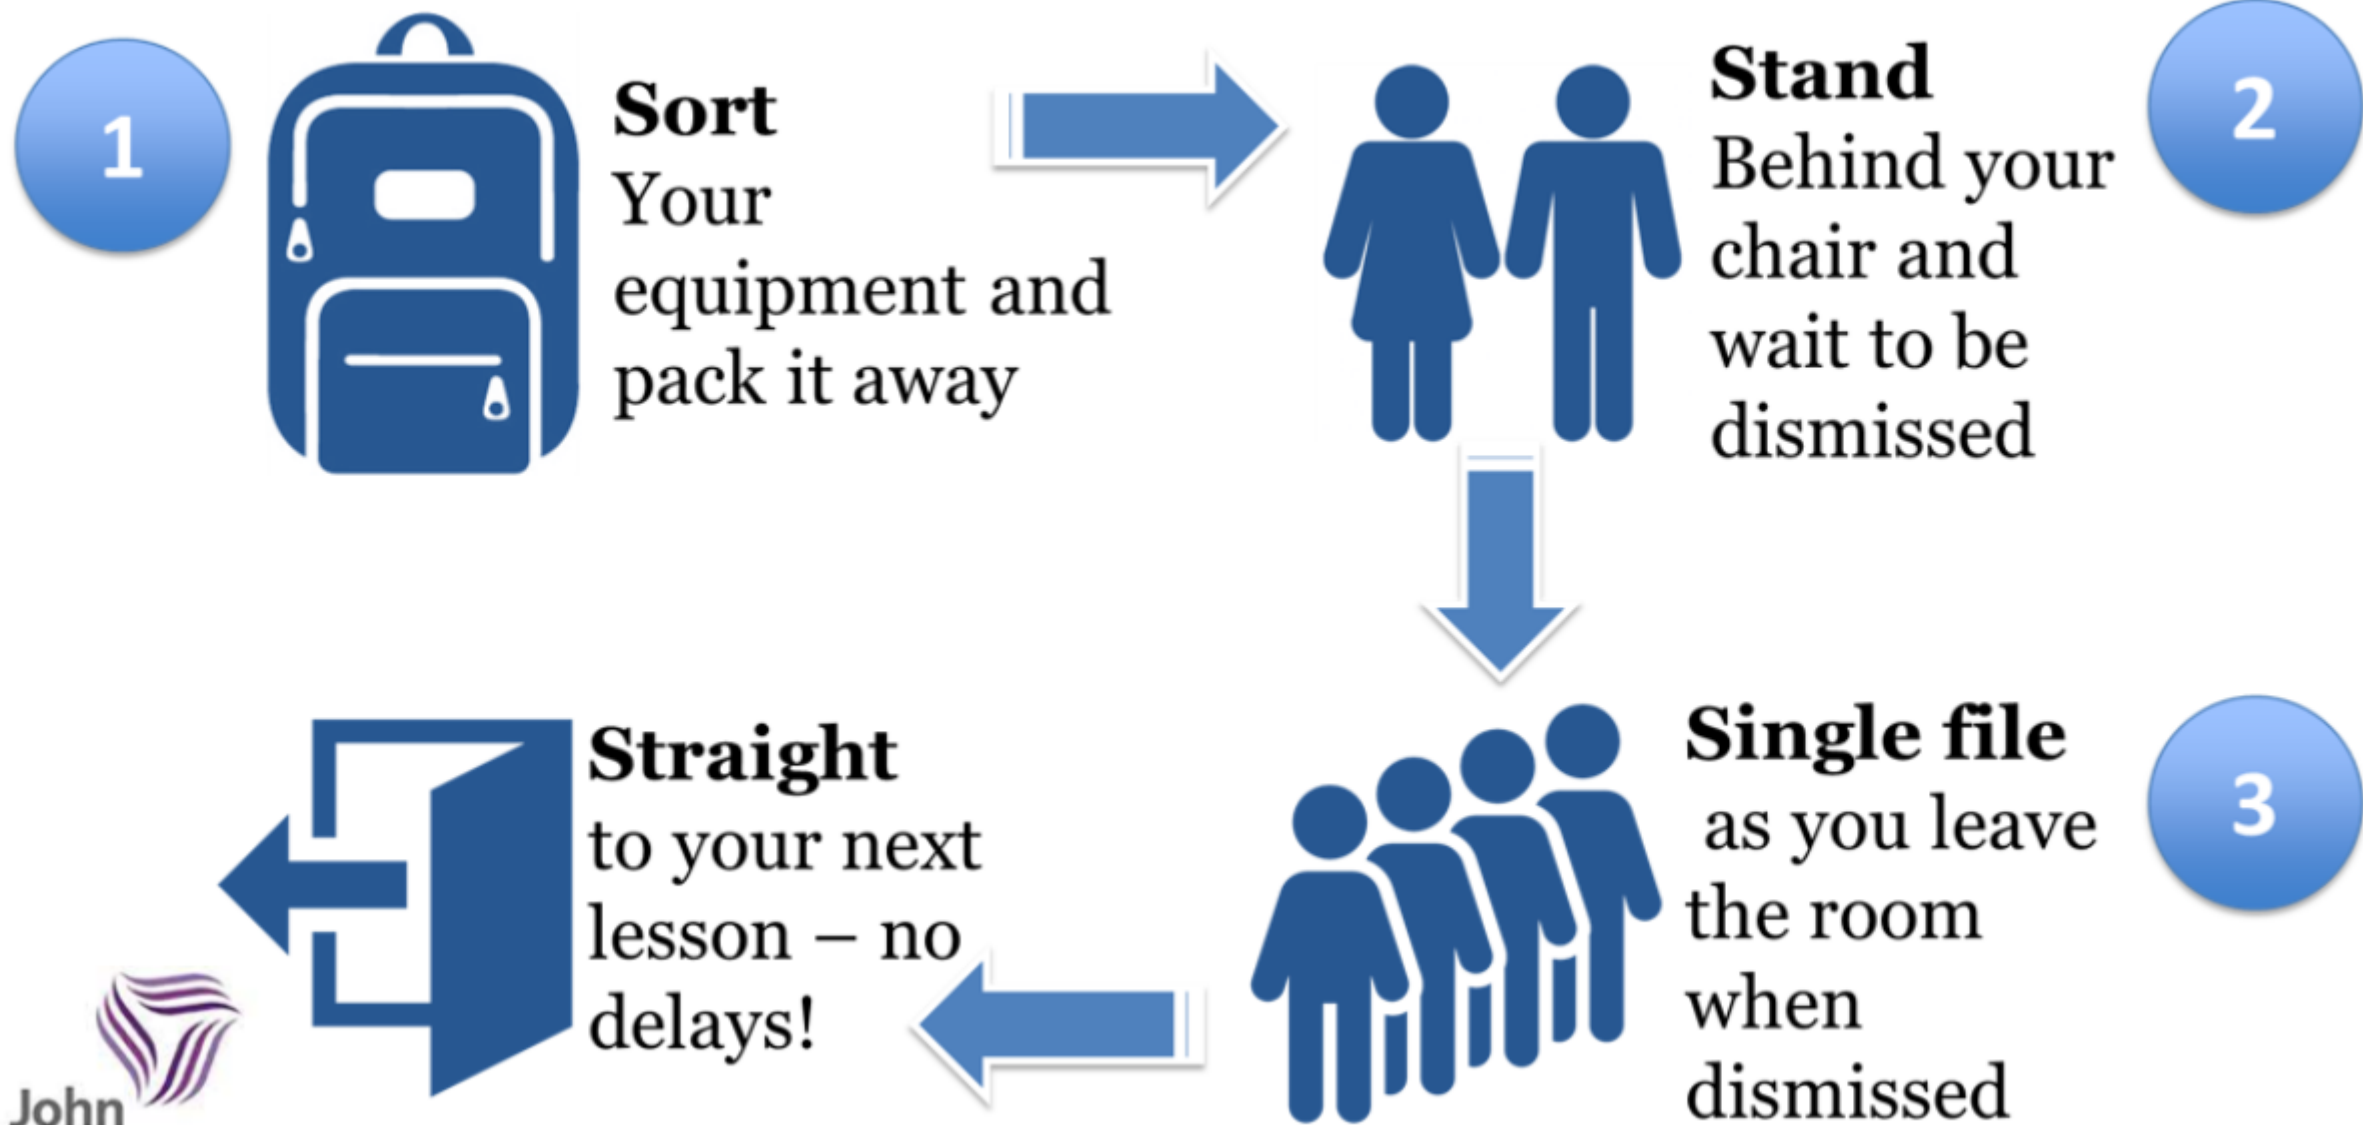 1
Sort
Your
equipment and
pack it away
Stand
Behind your
chair and
wait to be
dismissed
2
Single file
as you leave
the room
when
dismissed
3
Straight
to your next
lesson – no
delays!
John